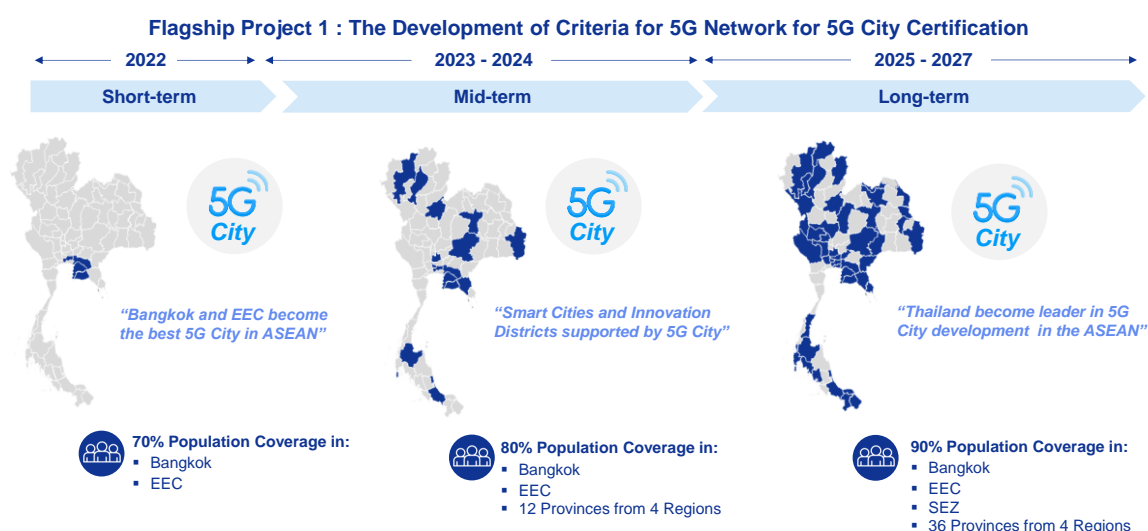 Flagship Project 1 : The Development of Criteria for 5G Network for 5G City Certification
2022
2023 - 2024
2025 - 2027
Short-term
Mid-term
Long-term
5G
City
5G
City
5G
City
“Bangkok and EEC become
the best 5G City in ASEAN”
“Smart Cities and Innovation
Districts supported by 5G City”
“Thailand become leader in 5G
City development in the ASEAN”
70% Population Coverage in:
▪ Bangkok
▪ EEC
80% Population Coverage in:
▪ Bangkok
▪ EEC
▪ 12 Provinces from 4 Regions
90% Population Coverage in:
▪ Bangkok
▪ EEC
▪ SEZ
▪ 36 Provinces from 4 Regions